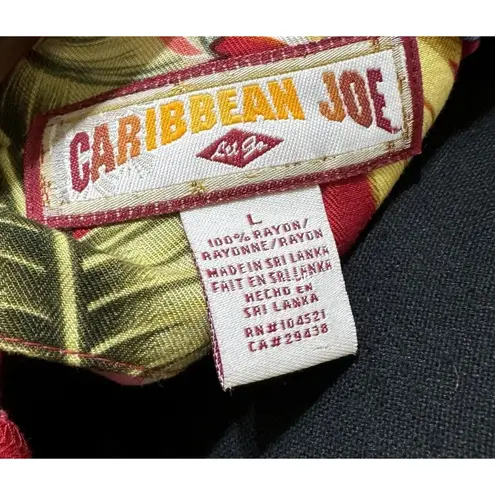 CARIBBEAN JOE
Let Go
L
100% RAYON/
RAYONNE/RAYON
MADE IN SRI LANKA
FAIT EN SRI LANKA
HECHO EN
SRI LANKA
RN#104521
CA#29438